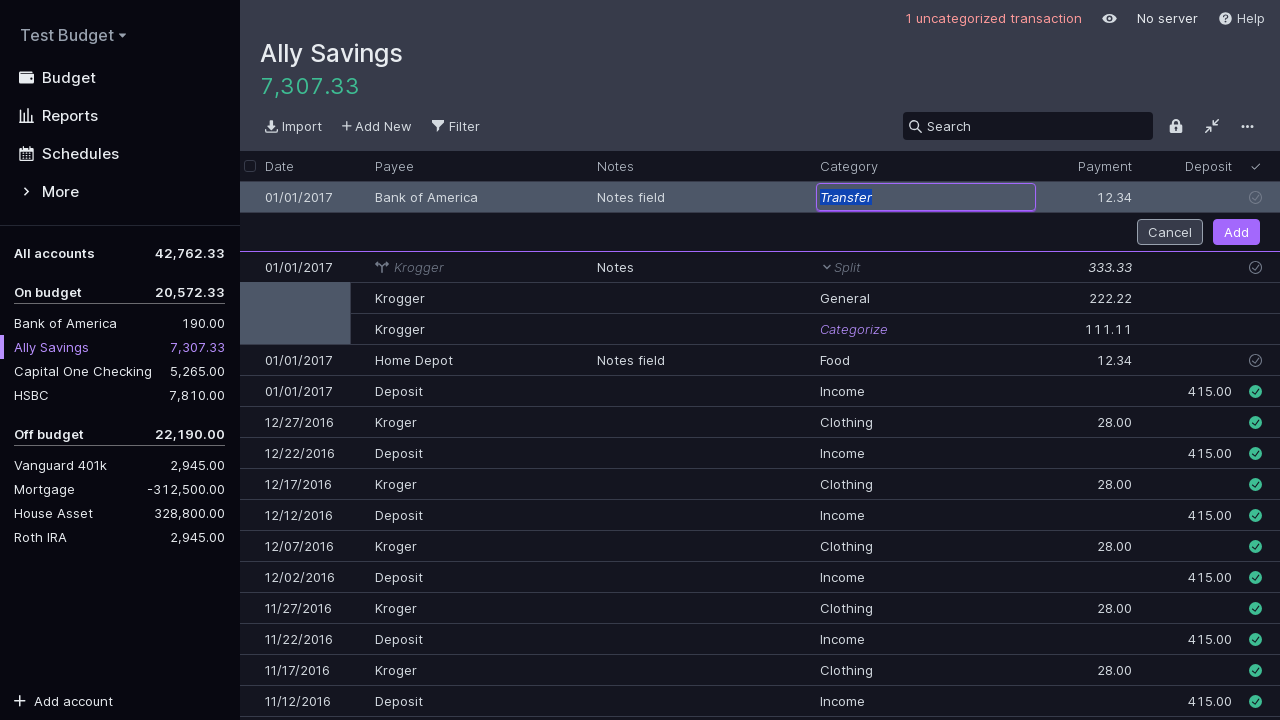 Test Budget
Budget
Reports
Schedules
More
All accounts 42,762.33
On budget 20,572.33
Bank of America 190.00
Ally Savings 7,307.33
Capital One Checking 5,265.00
HSBC 7,810.00
Off budget 22,190.00
Vanguard 401k 2,945.00
Mortgage -312,500.00
House Asset 328,800.00
Roth IRA 2,945.00
Add account
1 uncategorized transaction No server Help
Ally Savings
7,307.33
Import Add New Filter Search
Date Payee Notes Category Payment Deposit
01/01/2017 Bank of America Notes field Transfer 12.34
Cancel Add
01/01/2017 Krogger Notes Split 333.33
Krogger General 222.22
Krogger Categorize 111.11
01/01/2017 Home Depot Notes field Food 12.34
01/01/2017 Deposit Income 415.00
12/27/2016 Kroger Clothing 28.00
12/22/2016 Deposit Income 415.00
12/17/2016 Kroger Clothing 28.00
12/12/2016 Deposit Income 415.00
12/07/2016 Kroger Clothing 28.00
12/02/2016 Deposit Income 415.00
11/27/2016 Kroger Clothing 28.00
11/22/2016 Deposit Income 415.00
11/17/2016 Kroger Clothing 28.00
11/12/2016 Deposit Income 415.00